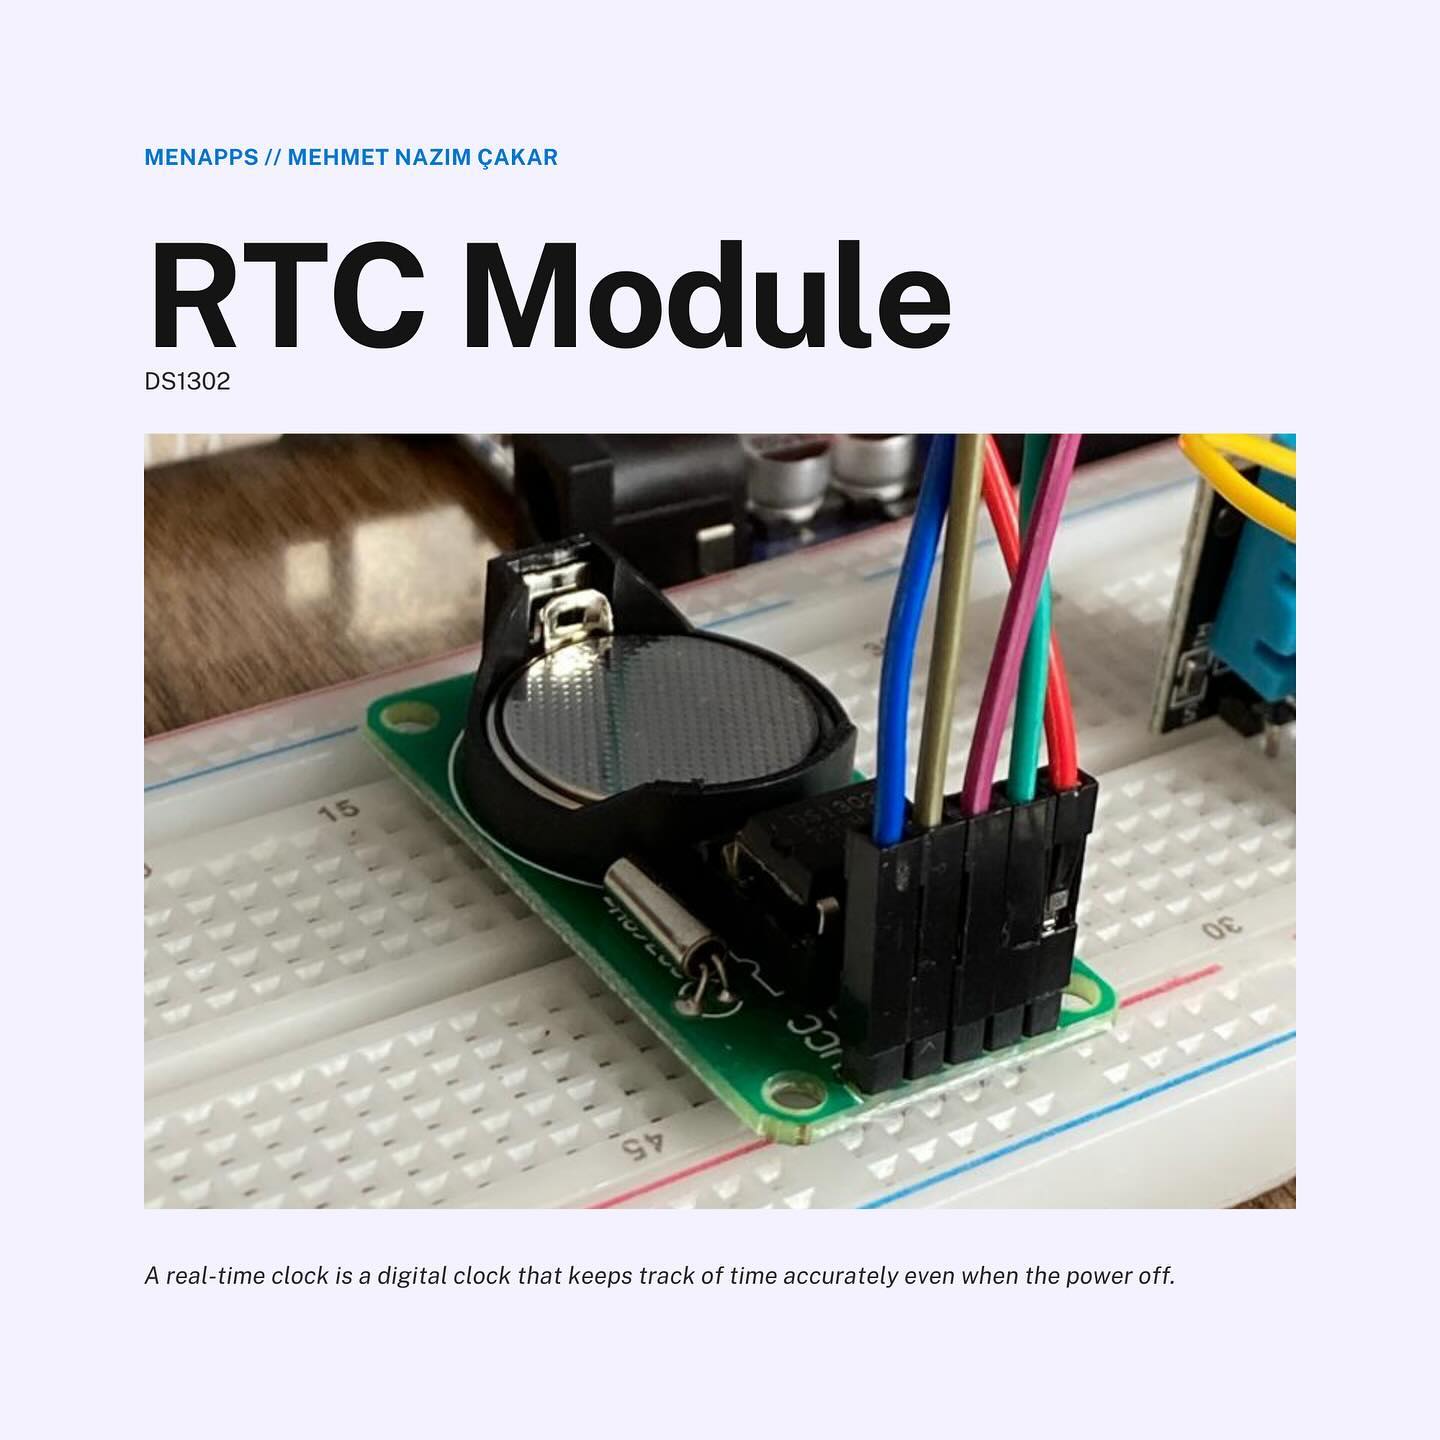 MENAPPS // MEHMET NAZIM ÇAKAR
RTC Module
DS1302
DS1302
15
30
VCC
45
A real-time clock is a digital clock that keeps track of time accurately even when the power off.